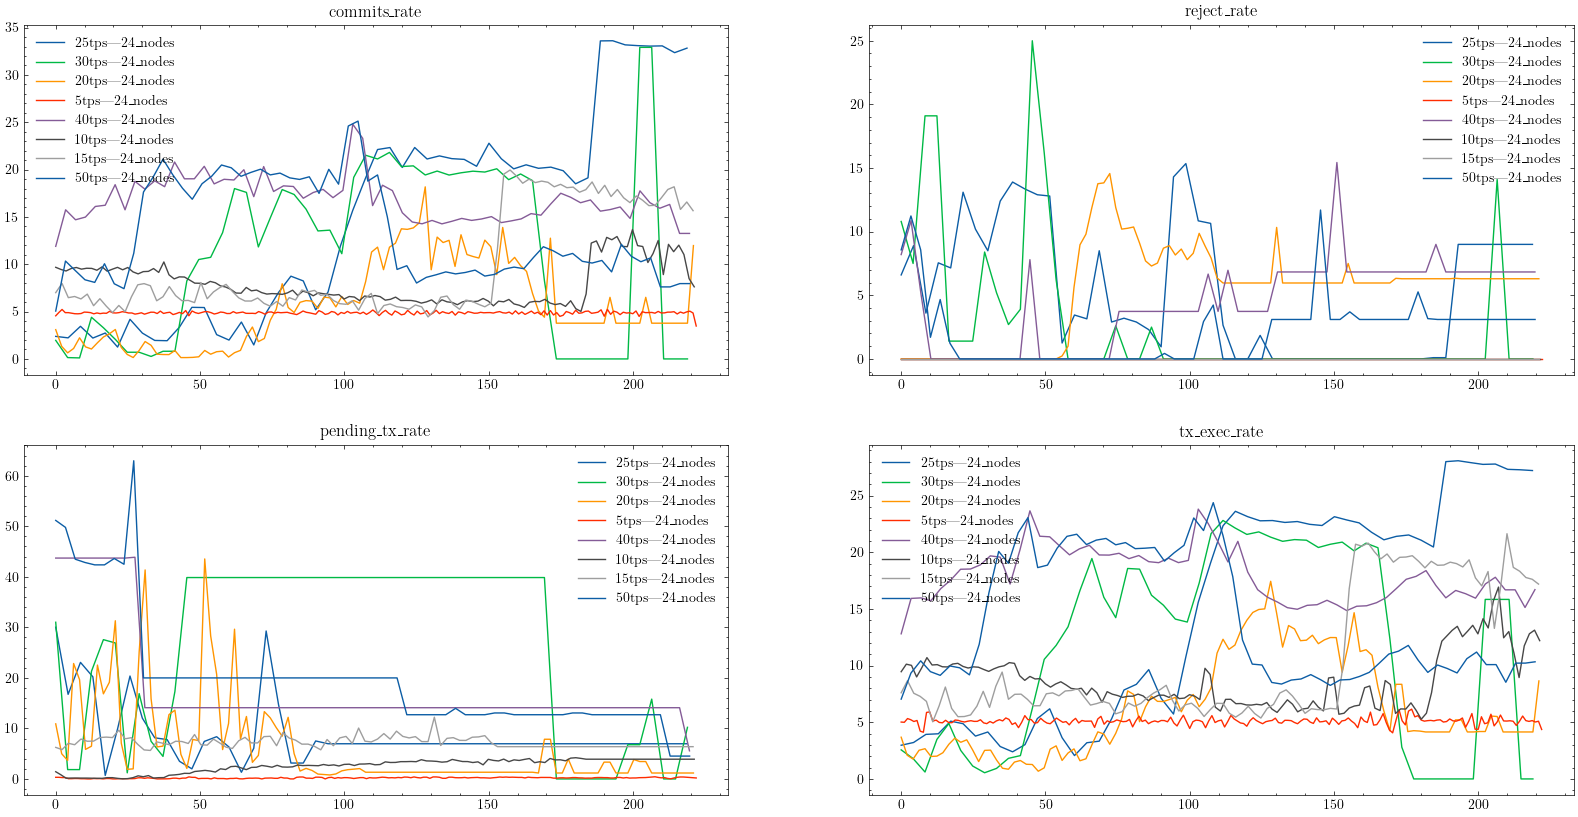 commits_rate
35
30
25
20
15
10
5
0
25tps—24_nodes
30tps—24_nodes
20tps—24_nodes
5tps—24_nodes
40tps—24_nodes
10tps—24_nodes
15tps—24_nodes
50tps—24_nodes
0 50 100 150 200
reject_rate
25
20
15
10
5
0
25tps—24_nodes
30tps—24_nodes
20tps—24_nodes
5tps—24_nodes
40tps—24_nodes
10tps—24_nodes
15tps—24_nodes
50tps—24_nodes
0 50 100 150 200
pending_tx_rate
60
50
40
30
20
10
0
25tps—24_nodes
30tps—24_nodes
20tps—24_nodes
5tps—24_nodes
40tps—24_nodes
10tps—24_nodes
15tps—24_nodes
50tps—24_nodes
0 50 100 150 200
tx_exec_rate
25
20
15
10
5
0
25tps—24_nodes
30tps—24_nodes
20tps—24_nodes
5tps—24_nodes
40tps—24_nodes
10tps—24_nodes
15tps—24_nodes
50tps—24_nodes
0 50 100 150 200